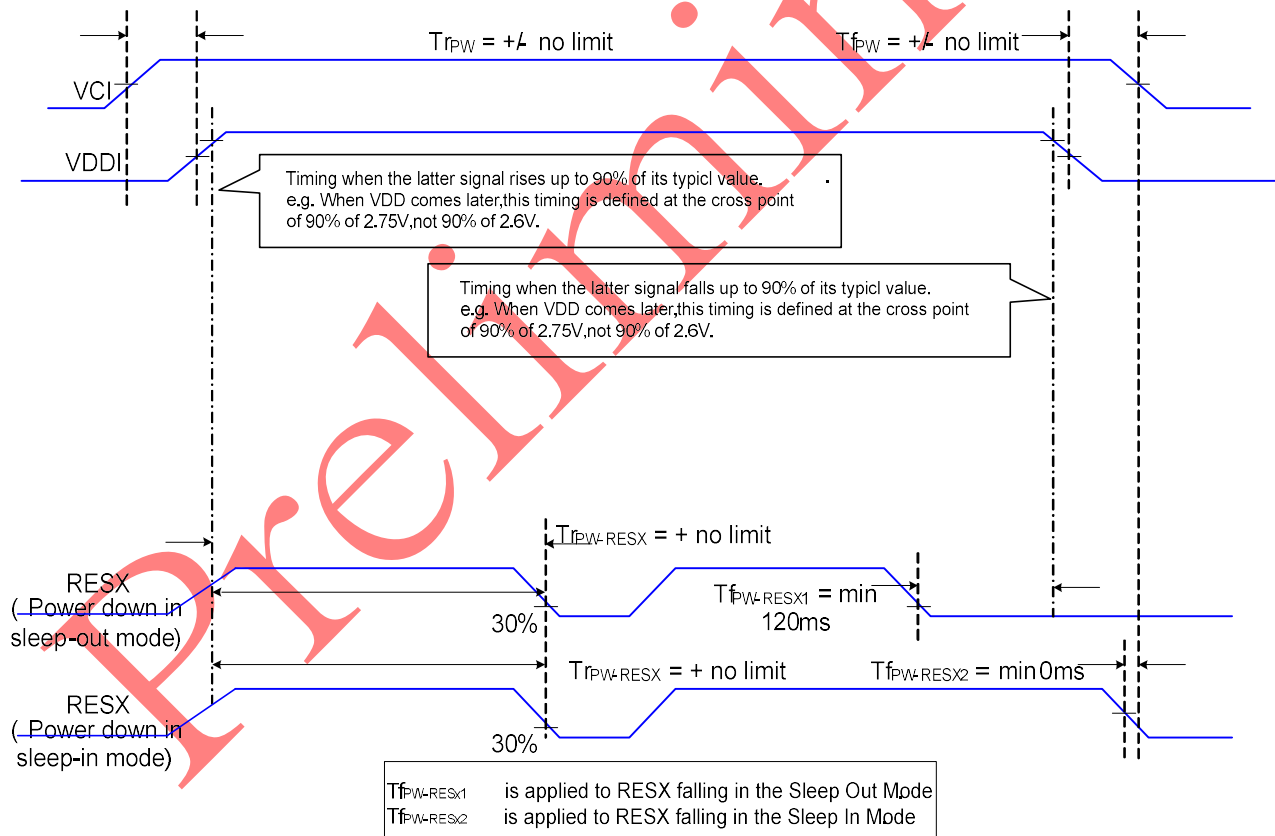 TrPW = +/- no limit
TfPW = +/- no limit
VCI
VDDI
Timing when the latter signal rises up to 90% of its typicl value.
e.g. When VDD comes later,this timing is defined at the cross point
of 90% of 2.75V,not 90% of 2.6V.
Timing when the latter signal falls up to 90% of its typicl value.
e.g. When VDD comes later,this timing is defined at the cross point
of 90% of 2.75V,not 90% of 2.6V.
TrPW-RESX = + no limit
RESX
( Power down in
sleep-out mode)
30%
TfPW-RESX1 = min
120ms
TrPW-RESX = + no limit
TfPW-RESX2 = min0ms
RESX
( Power down in
sleep-in mode)
30%
TfPW-RESx1 is applied to RESX falling in the Sleep Out Mode
TfPW-RESx2 is applied to RESX falling in the Sleep In Mode
Prelimin